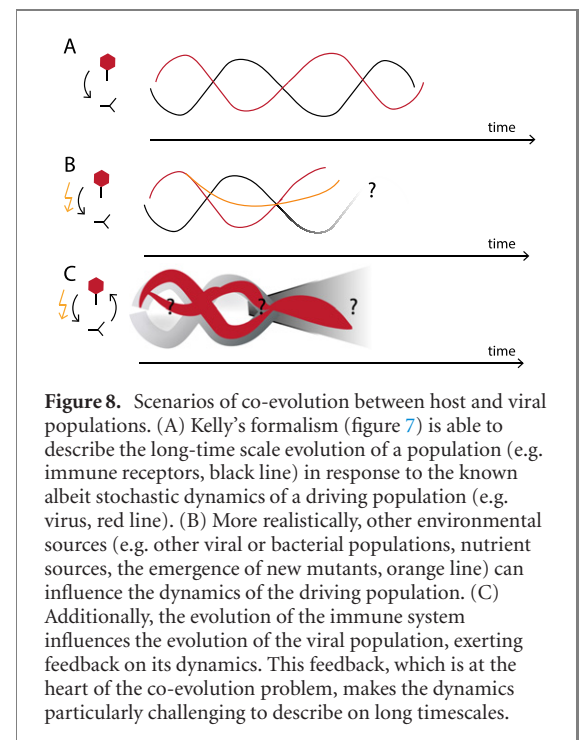 A
time
B
?
time
C
? ? ?
time
Figure 8. Scenarios of co-evolution between host and viral
populations. (A) Kelly's formalism (figure 7) is able to
describe the long-time scale evolution of a population (e.g.
immune receptors, black line) in response to the known
albeit stochastic dynamics of a driving population (e.g.
virus, red line). (B) More realistically, other environmental
sources (e.g. other viral or bacterial populations, nutrient
sources, the emergence of new mutants, orange line) can
influence the dynamics of the driving population. (C)
Additionally, the evolution of the immune system
influences the evolution of the viral population, exerting
feedback on its dynamics. This feedback, which is at the
heart of the co-evolution problem, makes the dynamics
particularly challenging to describe on long timescales.